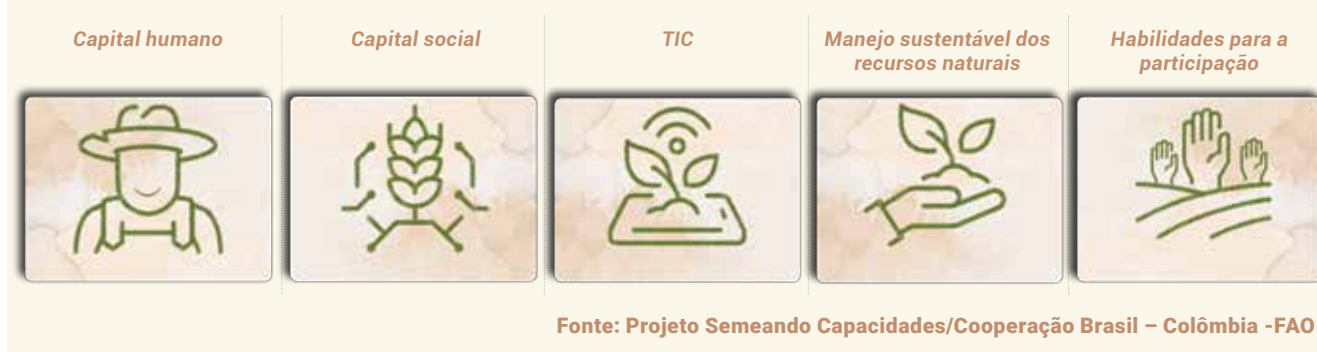 Capital humano
Capital social
TIC
Manejo sustentável dos
recursos naturais
Habilidades para a
participação
Fonte: Projeto Semeando Capacidades/Cooperação Brasil – Colômbia -FAO